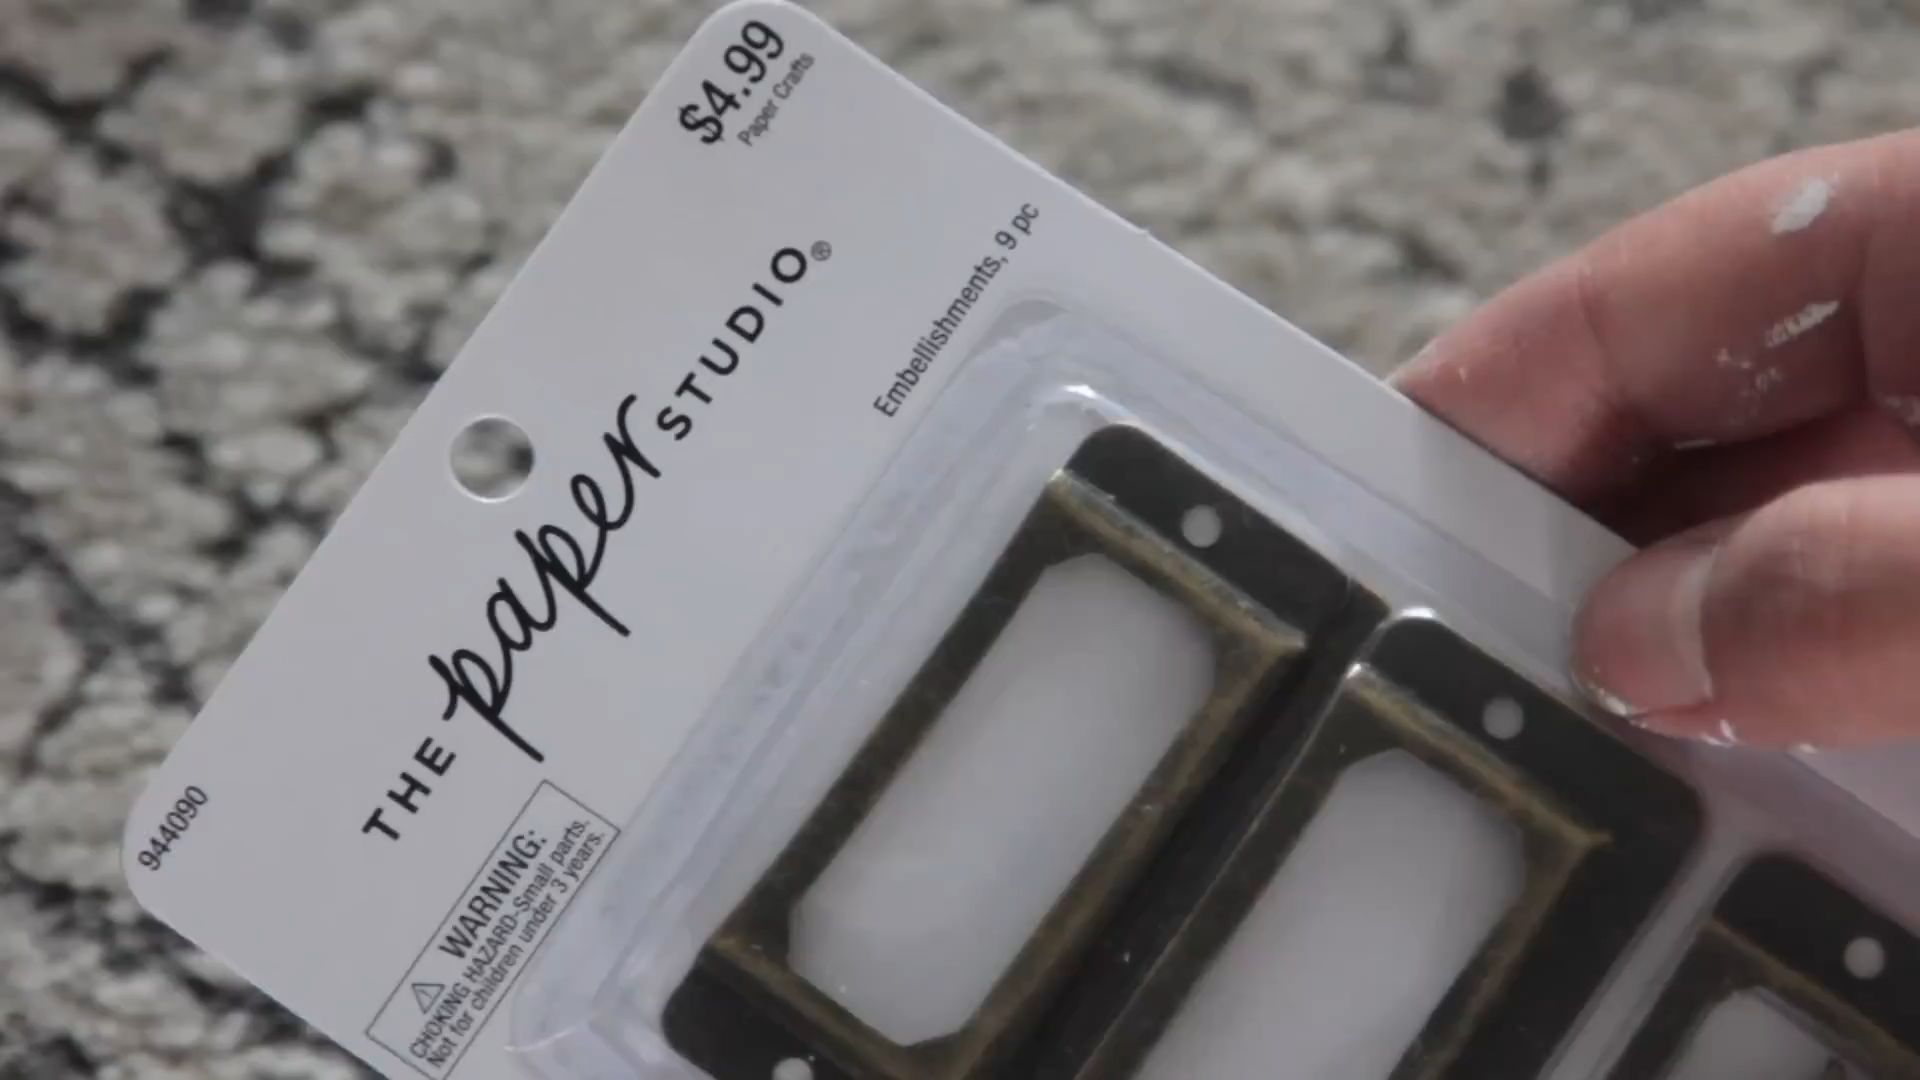 $4.99
Paper Crafts
THE paper STUDIO®
Embellishments, 9 pc
944090
WARNING:
CHOKING HAZARD-Small parts.
Not for children under 3 years.